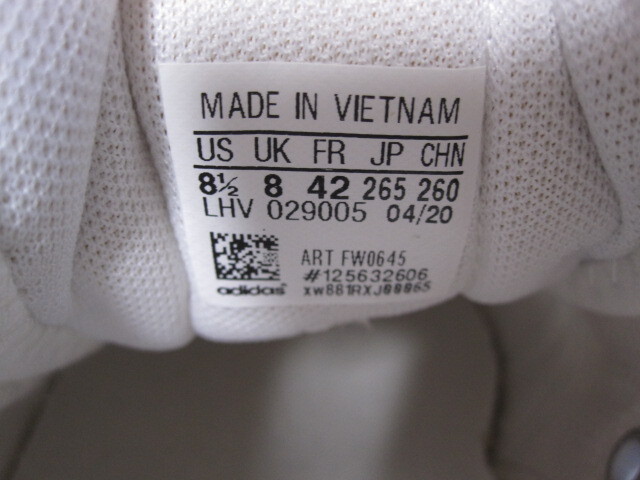 MADE IN VIETNAM
US UK FR JP CHN
8½ 8 42 265 260
LHV 029005 04/20
ART FW0645
#125632606
adidas xw881RXJ00065